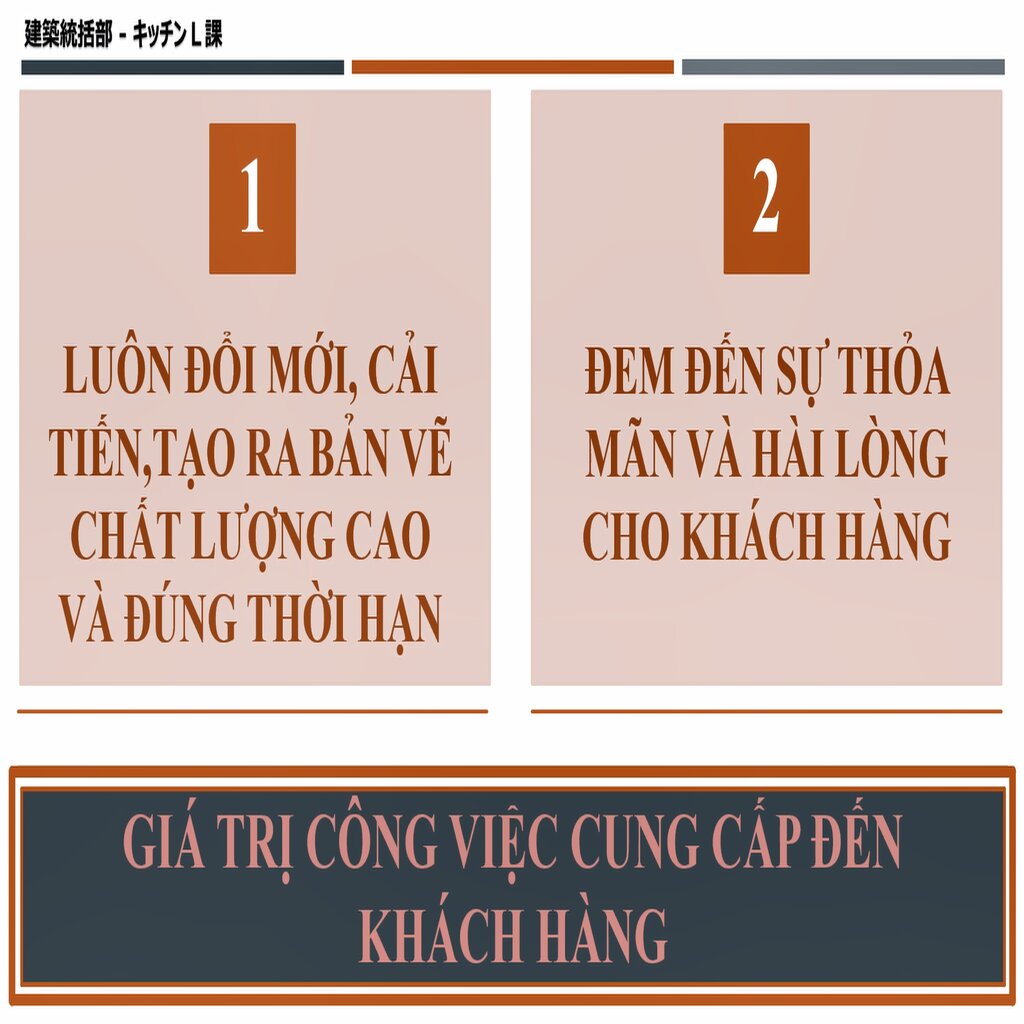 建築統括部 - キッチンL課
1
LUÔN ĐỔI MỚI, CẢI
TIẾN,TẠO RA BẢN VẼ
CHẤT LƯỢNG CAO
VÀ ĐÚNG THỜI HẠN
2
ĐEM ĐẾN SỰ THỎA
MÃN VÀ HÀI LÒNG
CHO KHÁCH HÀNG
GIÁ TRỊ CÔNG VIỆC CUNG CẤP ĐẾN
KHÁCH HÀNG